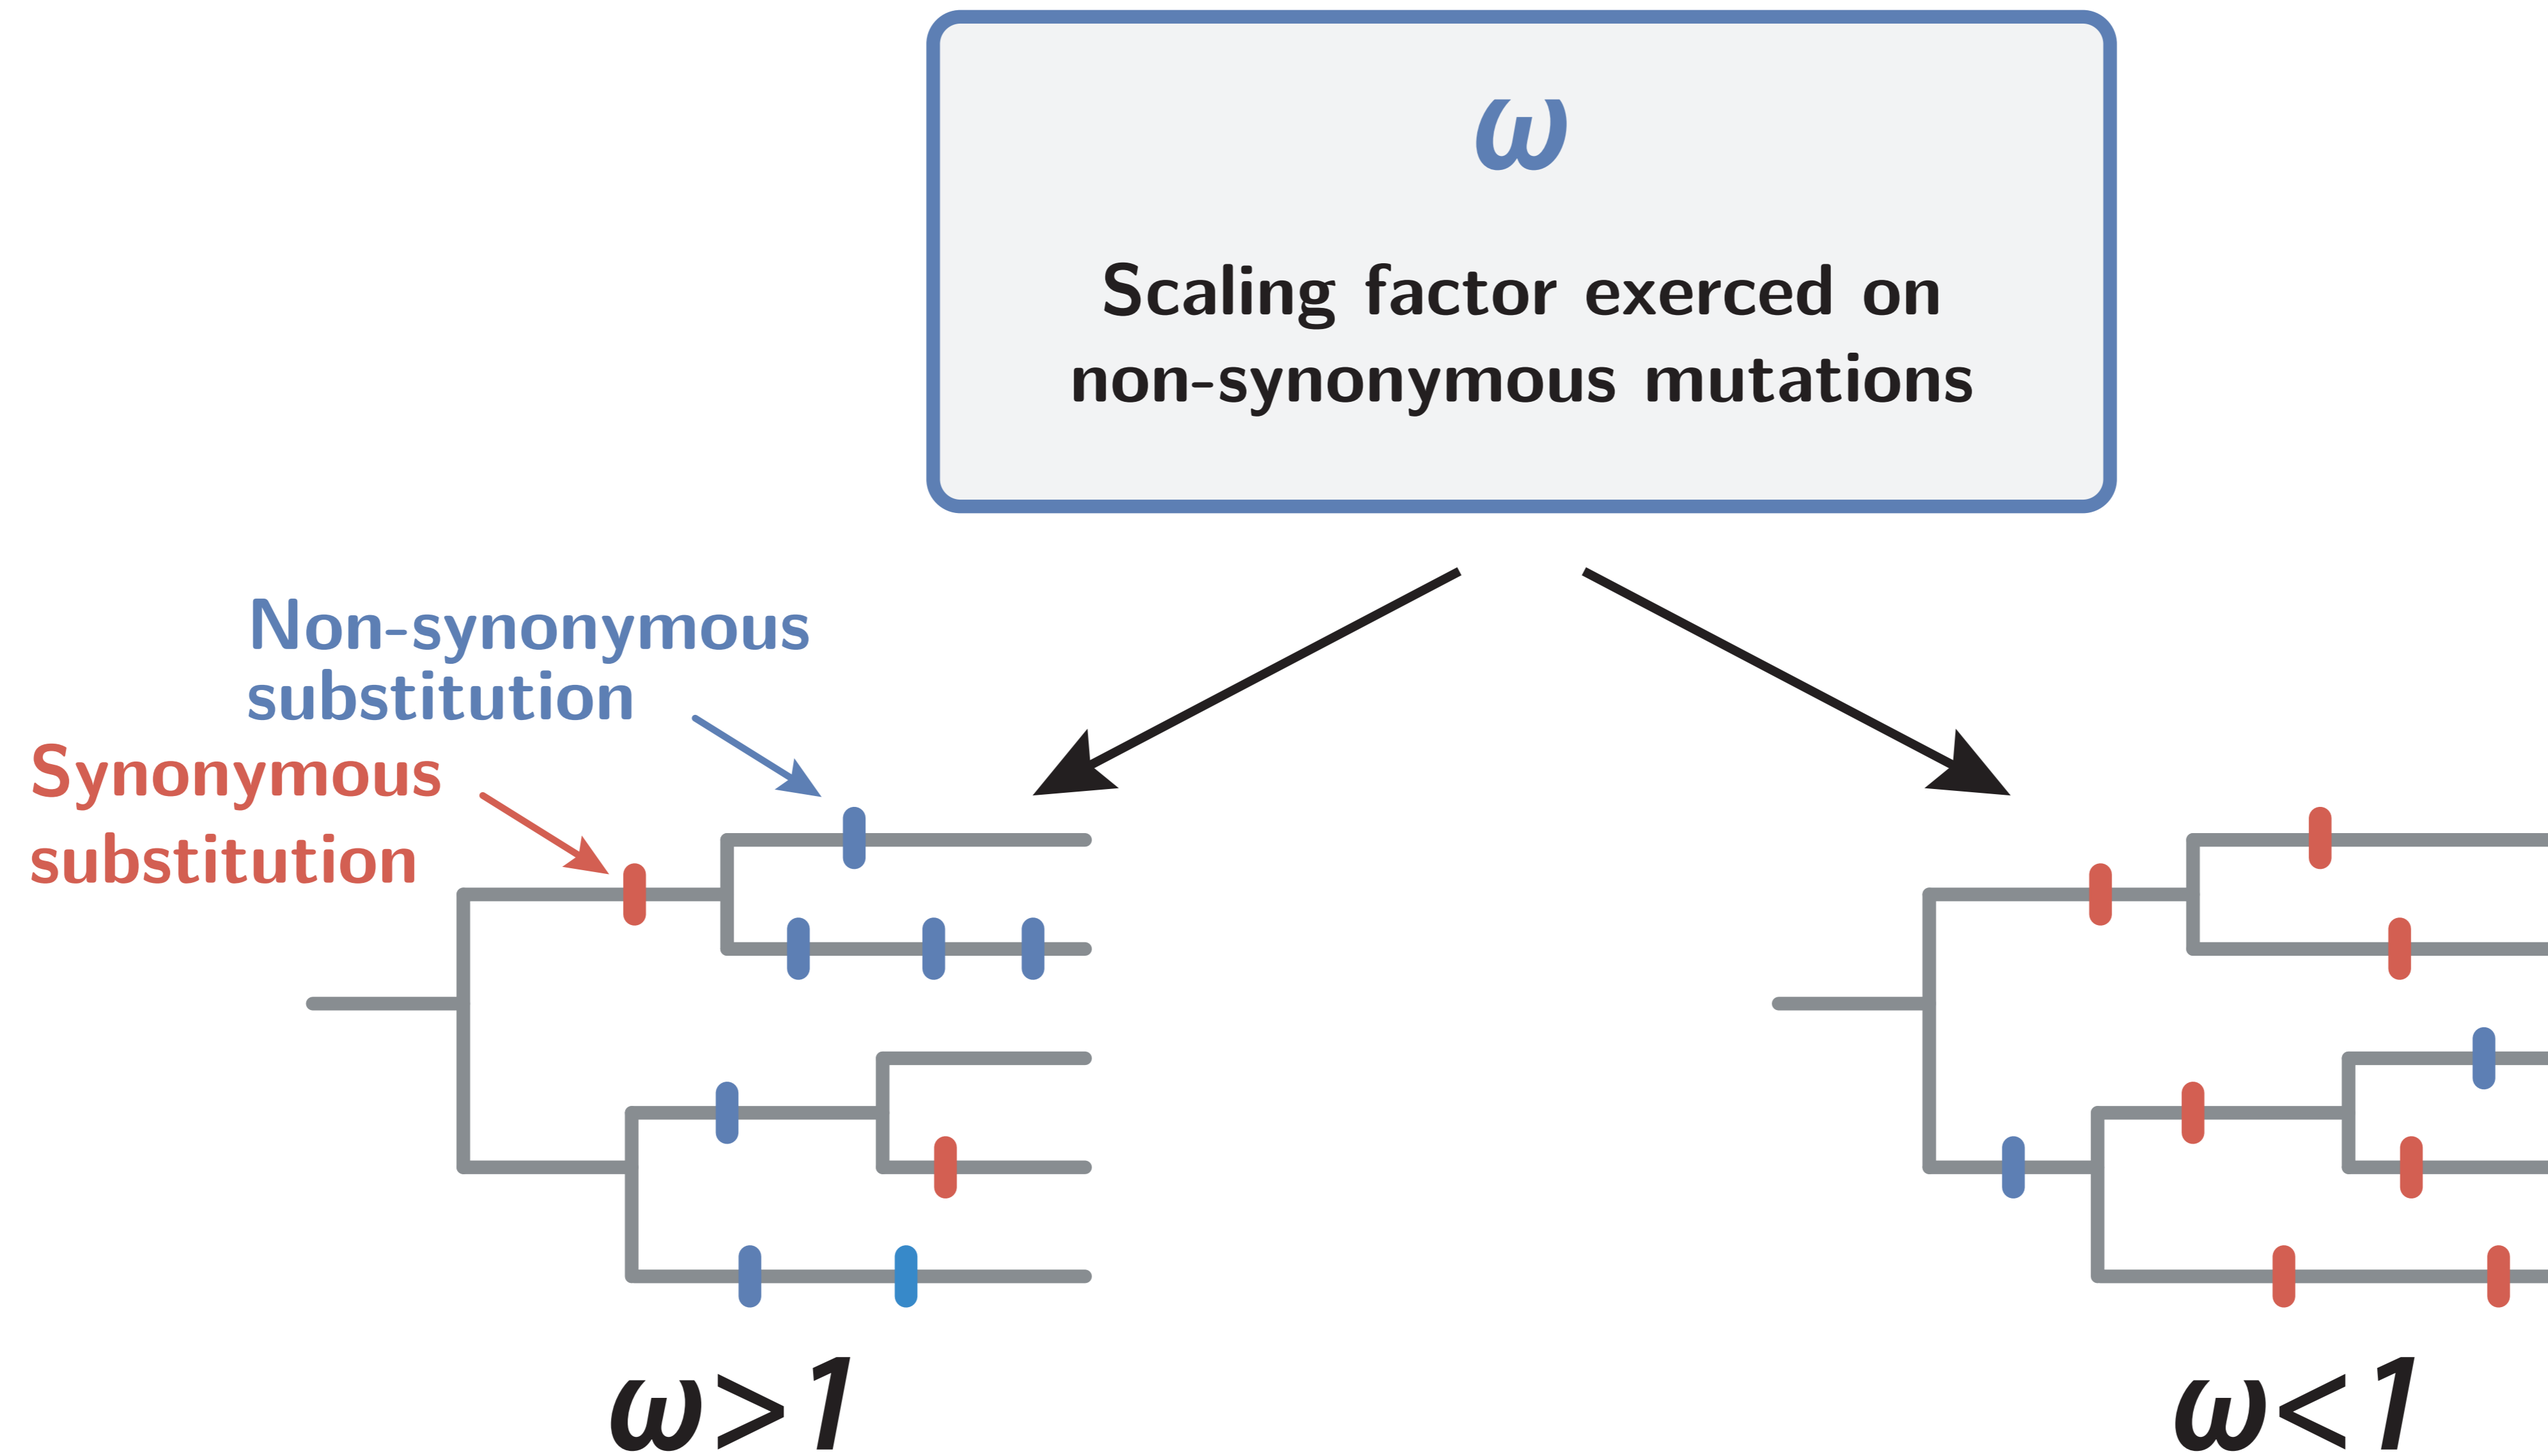 ω
Scaling factor exerced on
non-synonymous mutations
Non-synonymous
substitution
Synonymous
substitution
ω>1
ω<1